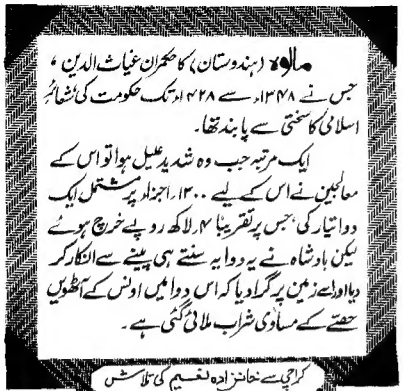 مالوہ (ہندوستان) کا حکمران غیاث الدین،
جس نے ۱۳۴۸ء سے ۱۴۲۸ء تک حکومت کی شعائرِ
اسلامی کا سختی سے پابند تھا۔
ایک مرتبہ جب وہ شدید علیل ہوا تو اس کے
معالجین نے اس کے لیے ۱۳۰۰ اجزاء پر مشتمل ایک
دوا تیار کی، جس پر تقریباً ۴ لاکھ روپے خرچ ہوئے
لیکن بادشاہ نے یہ دوا یہ سنتے ہی پینے سے انکار کر
دیا اور اسے زمین پر گرا دیا کہ اس دوا میں اونس کے آٹھویں
حصے کے مساوی شراب ملائی گئی ہے۔
کراچی سے خانزادہ نعیم کی تلاش